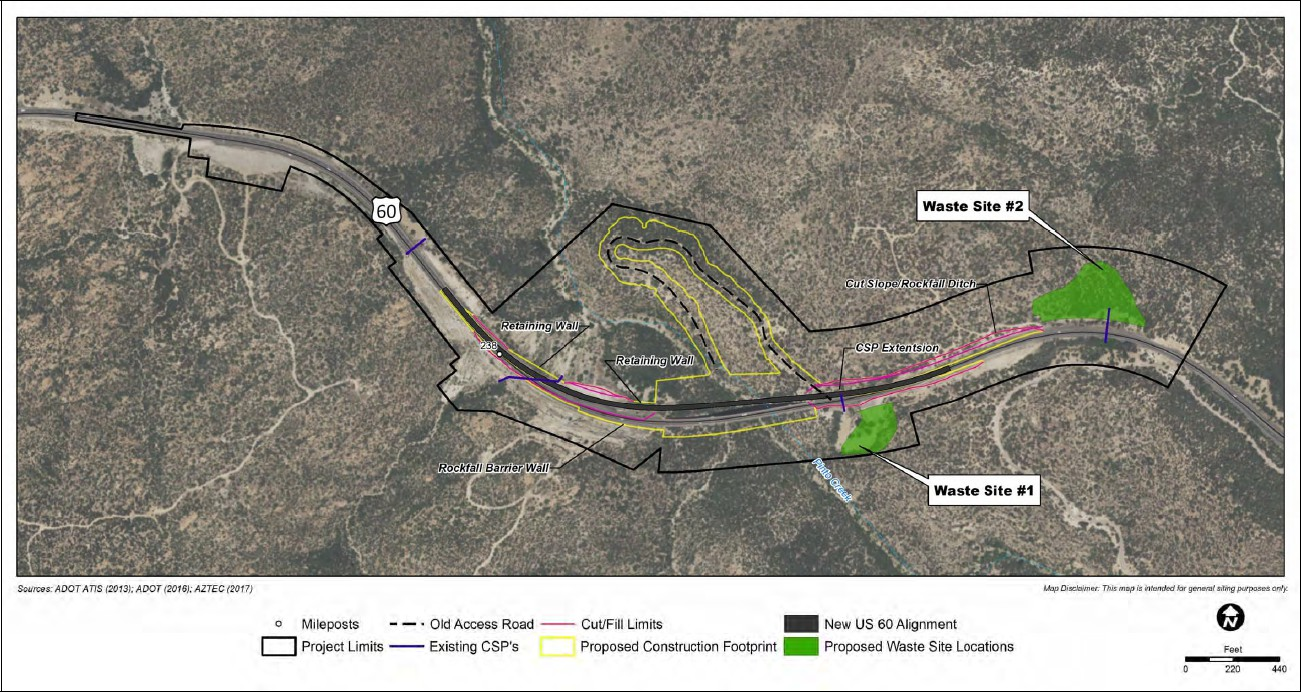 60
Waste Site #2
Cut Slope/Rockfall Ditch
Retaining Wall
238
CSP Extentsion
Retaining Wall
Rockfall Barrier Wall
Pinto Creek
Waste Site #1
Sources: ADOT ATIS (2013); ADOT (2016); AZTEC (2017)
Map Disclaimer: This map is intended for general siting purposes only.
Mileposts
Old Access Road
Cut/Fill Limits
New US 60 Alignment
Project Limits
Existing CSP's
Proposed Construction Footprint
Proposed Waste Site Locations
N
Feet
0 220 440